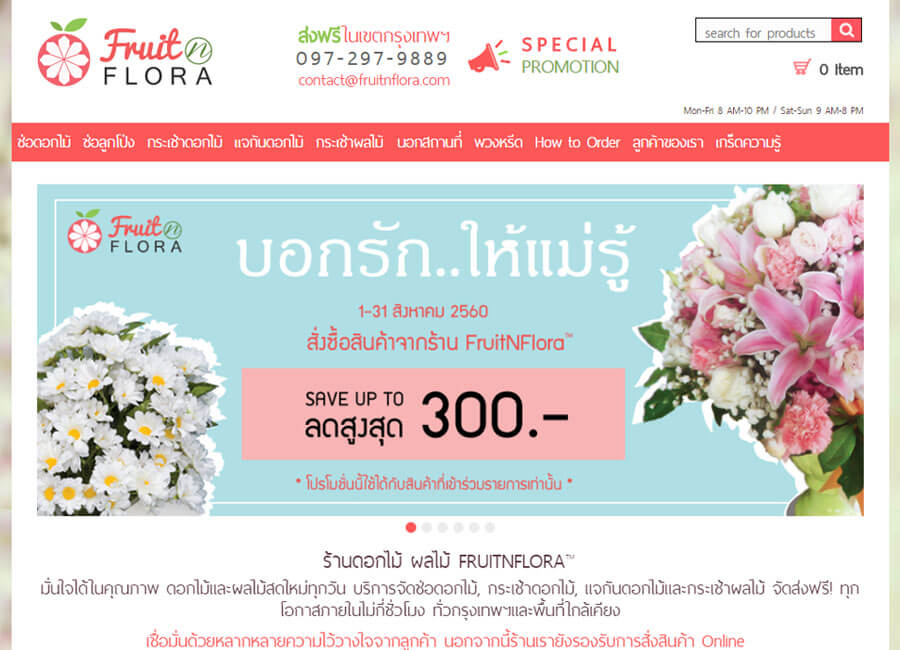 Fruit n
FLORA
ส่งฟรีในเขตกรุงเทพฯ
097-297-9889
contact@fruitnflora.com
SPECIAL
PROMOTION
search for products
0 Item
Mon-Fri 8 AM-10 PM / Sat-Sun 9 AM-8 PM
ช่อดอกไม้ ช่อลูกโป่ง กระเช้าดอกไม้ แจกันดอกไม้ กระเช้าผลไม้ นอกสถานที่ พวงหรีด How to Order ลูกค้าของเรา เกร็ดความรู้
Fruit n
FLORA
บอกรัก..ให้แม่รู้
1-31 สิงหาคม 2560
สั่งซื้อสินค้าจากร้าน FruitNFlora™
SAVE UP TO
ลดสูงสุด 300.-
* โปรโมชั่นนี้ใช้ได้กับสินค้าที่เข้าร่วมรายการเท่านั้น *
ร้านดอกไม้ ผลไม้ FRUITNFLORA™
มั่นใจได้ในคุณภาพ ดอกไม้และผลไม้สดใหม่ทุกวัน บริการจัดช่อดอกไม้, กระเช้าดอกไม้, แจกันดอกไม้และกระเช้าผลไม้ จัดส่งฟรี! ทุก
โอกาสภายในไม่กี่ชั่วโมง ทั่วกรุงเทพฯและพื้นที่ใกล้เคียง
เชื่อมั่นด้วยหลากหลายความไว้วางใจจากลูกค้า นอกจากนี้ร้านเรายังรองรับการสั่งสินค้า Online